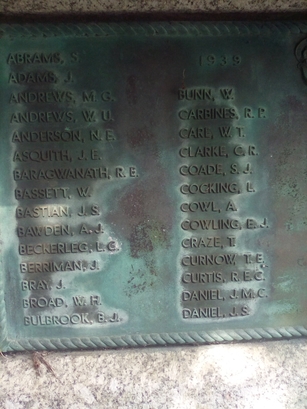 1939
ABRAMS, S.
ADAMS, J.
ANDREWS, M. G.
ANDREWS, W. U.
ANDERSON, N. E.
ASQUITH, J. E.
BARAGWANATH, R. E.
BASSETT, W.
BASTIAN, J. S.
BAWDEN, A. J.
BECKERLEG, L. G.
BERRIMAN, J.
BRAY, J.
BROAD, W. H.
BULBROOK, B. J.
BUNN, W.
CARBINES, R. P.
CARL, W. T.
CLARKE, C. R.
COADE, S. J.
COCKING, L.
COWL, A.
COWLING, E. J.
CRAZE, T.
CURNOW, T. E.
CURTIS, R. E. C.
DANIEL, J. M. C.
DANIEL, J. S.